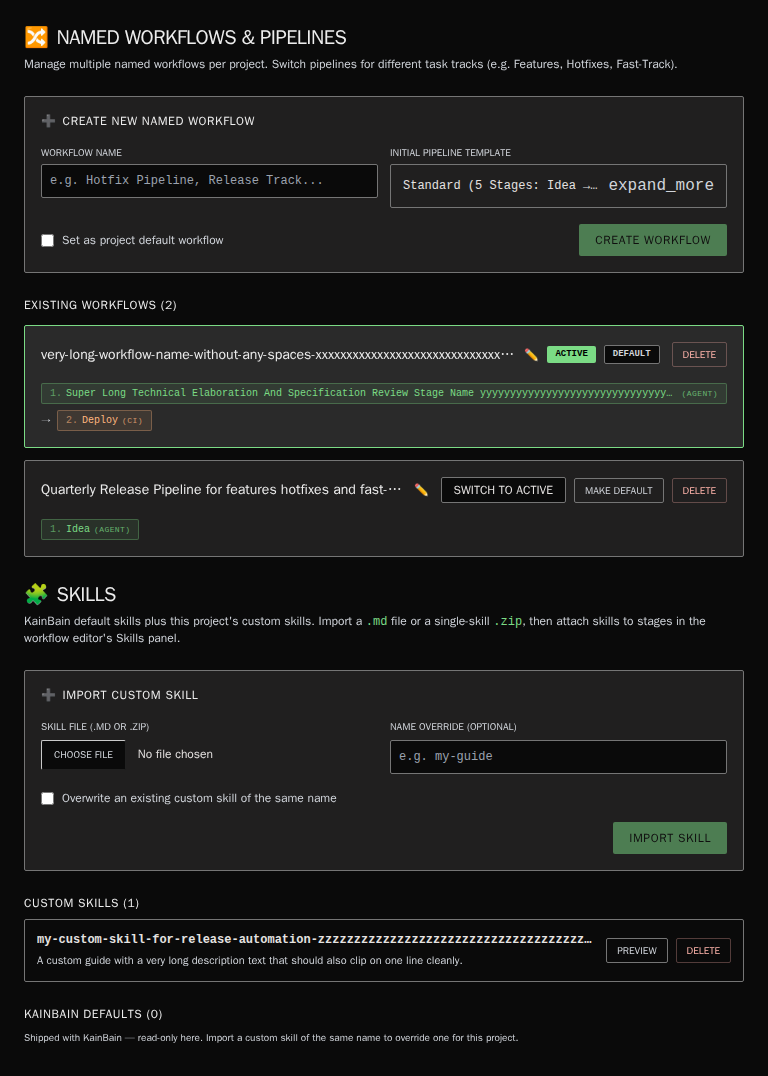 🔀 NAMED WORKFLOWS & PIPELINES
Manage multiple named workflows per project. Switch pipelines for different task tracks (e.g. Features, Hotfixes, Fast-Track).
➕ CREATE NEW NAMED WORKFLOW
WORKFLOW NAME
INITIAL PIPELINE TEMPLATE
e.g. Hotfix Pipeline, Release Track...
Standard (5 Stages: Idea →… expand_more
Set as project default workflow
CREATE WORKFLOW
EXISTING WORKFLOWS (2)
very-long-workflow-name-without-any-spaces-xxxxxxxxxxxxxxxxxxxxxxxxxxxxxx… ✏️ ACTIVE DEFAULT DELETE
1. Super Long Technical Elaboration And Specification Review Stage Name yyyyyyyyyyyyyyyyyyyyyyyyyyyyyyy… (AGENT)
→ 2. Deploy (CI)
Quarterly Release Pipeline for features hotfixes and fast-… ✏️ SWITCH TO ACTIVE MAKE DEFAULT DELETE
1. Idea (AGENT)
🧩 SKILLS
KainBain default skills plus this project's custom skills. Import a .md file or a single-skill .zip, then attach skills to stages in the
workflow editor's Skills panel.
➕ IMPORT CUSTOM SKILL
SKILL FILE (.MD OR .ZIP)
NAME OVERRIDE (OPTIONAL)
CHOOSE FILE No file chosen
e.g. my-guide
Overwrite an existing custom skill of the same name
IMPORT SKILL
CUSTOM SKILLS (1)
my-custom-skill-for-release-automation-zzzzzzzzzzzzzzzzzzzzzzzzzzzzzzzzzzzzz…
A custom guide with a very long description text that should also clip on one line cleanly.
PREVIEW DELETE
KAINBAIN DEFAULTS (0)
Shipped with KainBain — read-only here. Import a custom skill of the same name to override one for this project.